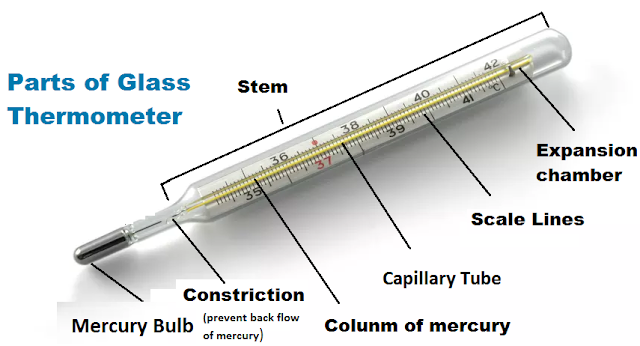 Parts of Glass
Thermometer
Stem
42
°C
41
40
39
38
37
36
35
Expansion
chamber
Scale Lines
Capillary Tube
Constriction
(prevent back flow
of mercury)
Mercury Bulb
Colunm of mercury